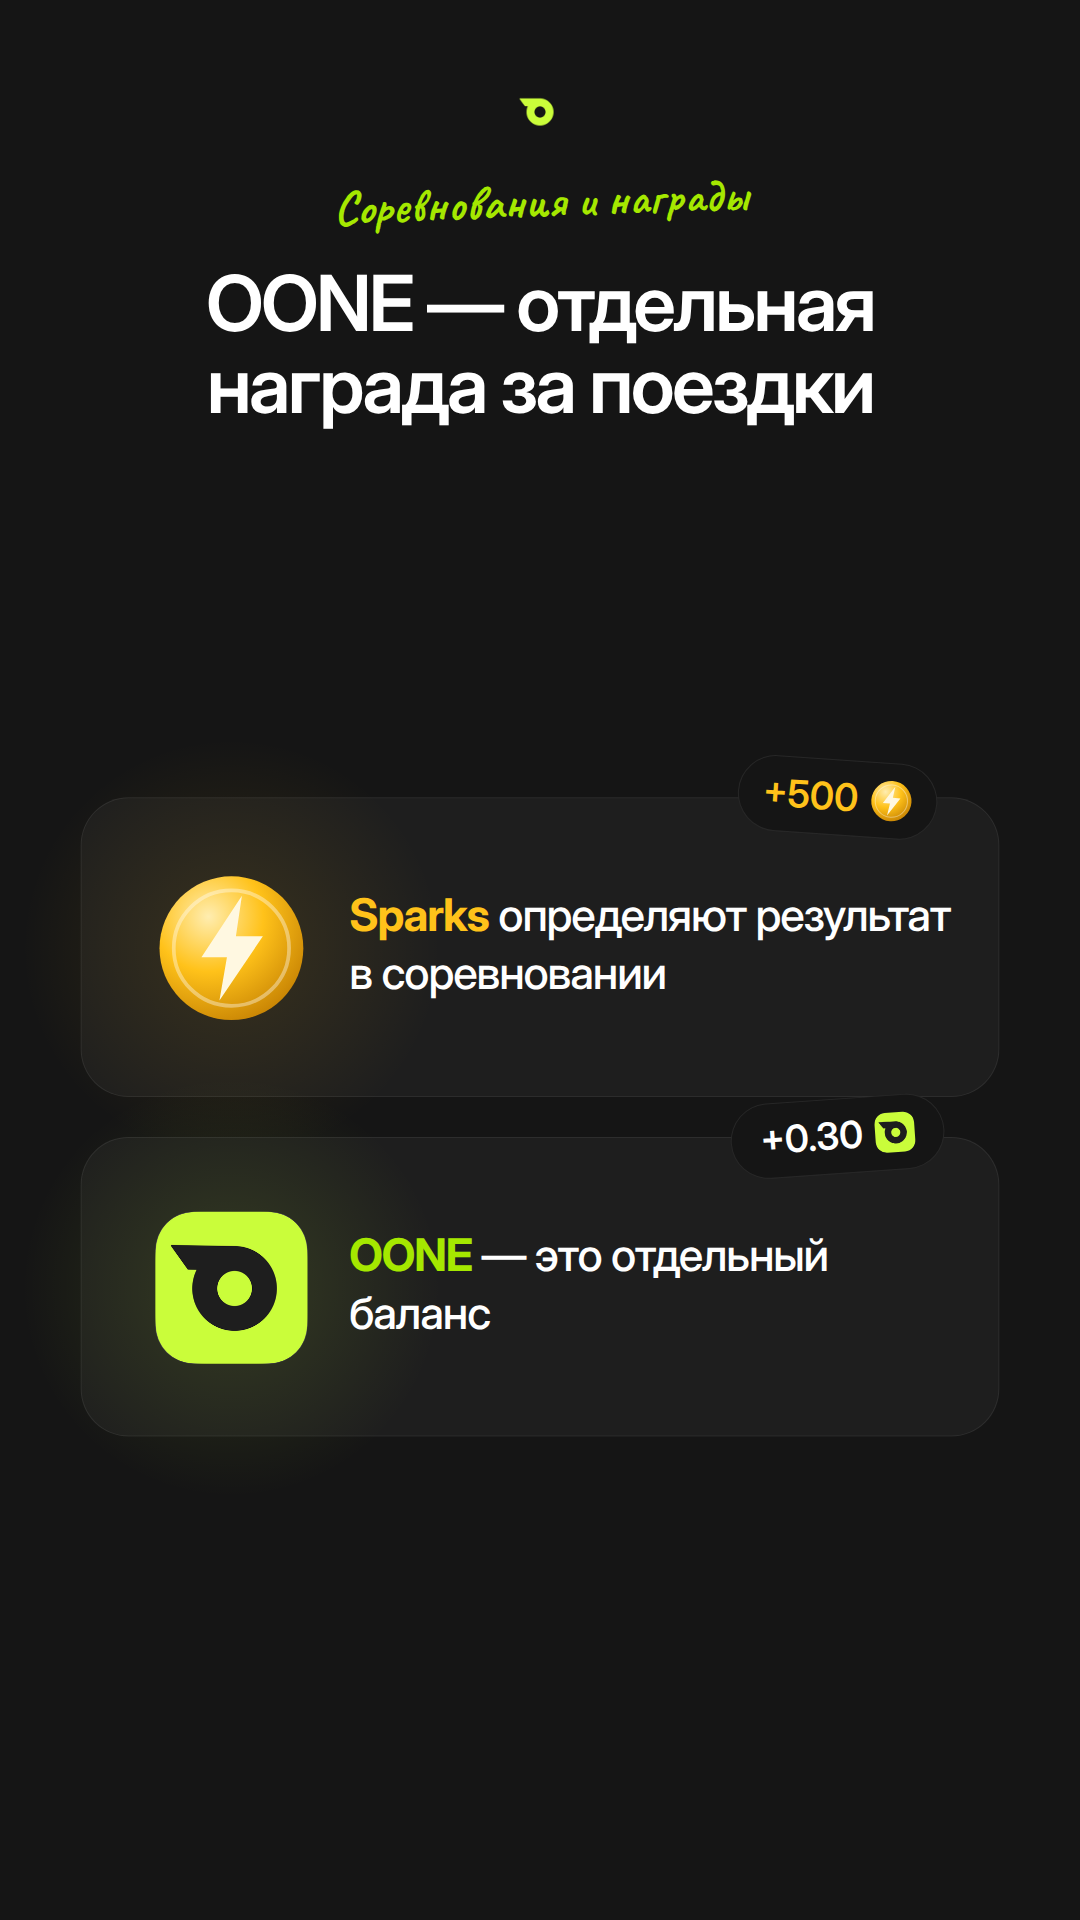 Соревнования и награды
OONE — отдельная
награда за поездки
+500
Sparks определяют результат
в соревновании
+0.30
OONE — это отдельный
баланс